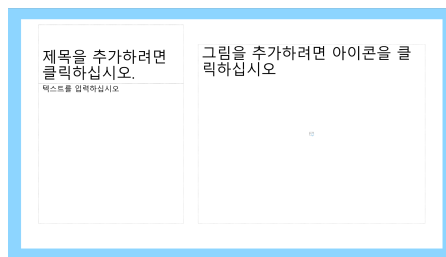 제목을 추가하려면
클릭하십시오.
텍스트를 입력하십시오
그림을 추가하려면 아이콘을 클
릭하십시오